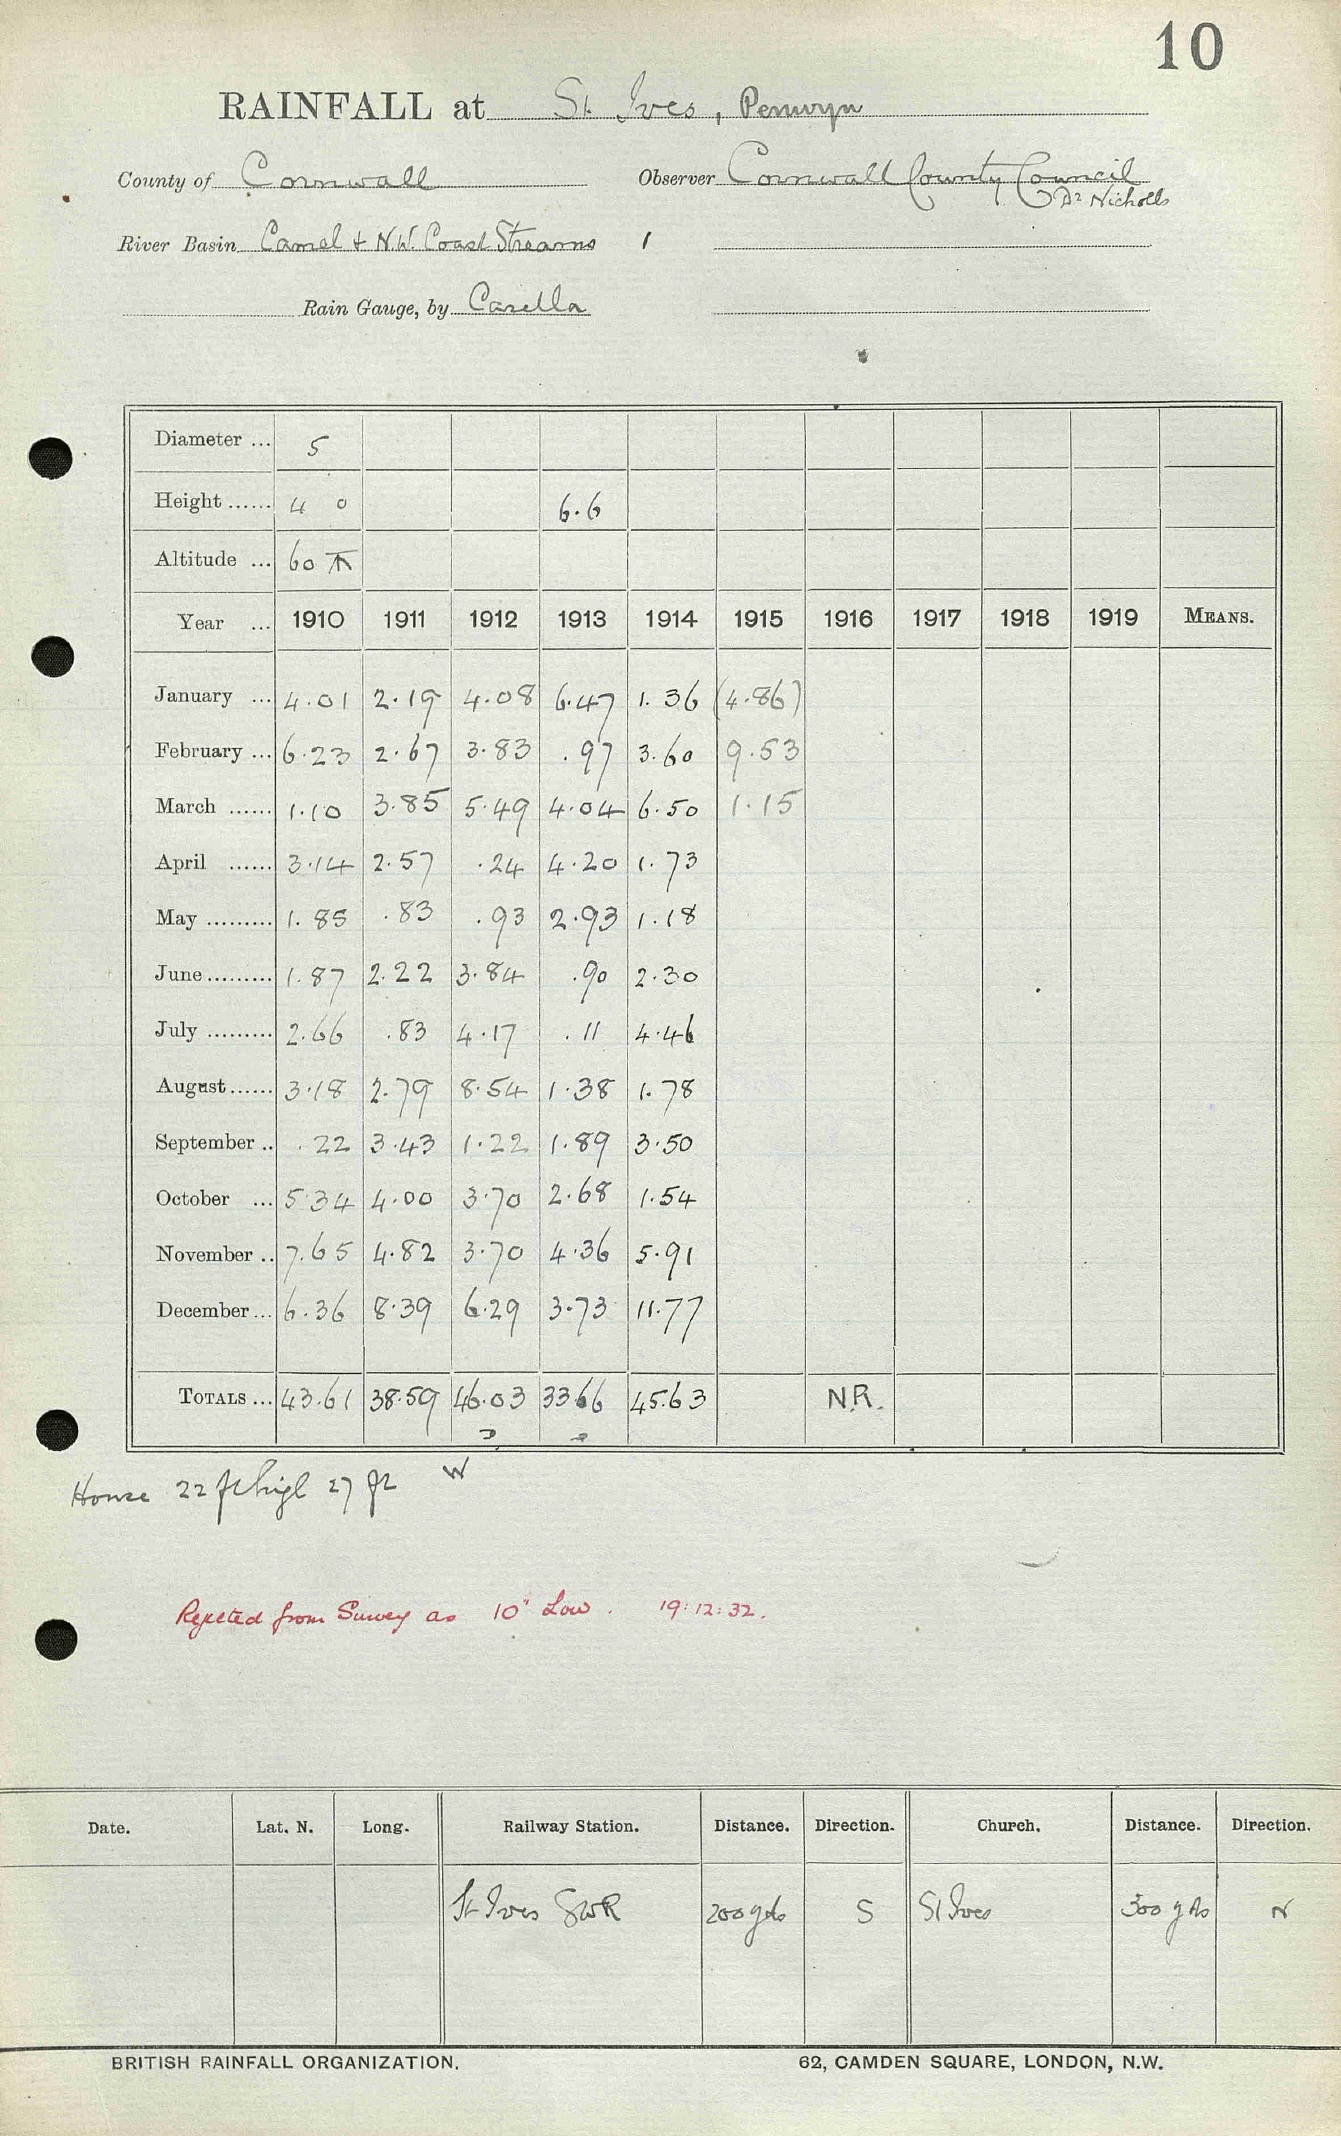 10
RAINFALL at St. Ives, Penwyn
County of Cornwall Observer Cornwall County Council
Dr Nicholls
River Basin Camel & N.W. Coast Streams 1
Rain Gauge, by Casella
Diameter ... 5
Height ...... 4 0 6.6
Altitude ... 60
Year ... 1910 1911 1912 1913 1914 1915 1916 1917 1918 1919 MEANS.
January ... 4.01 2.19 4.08 6.47 1.36 (4.86)
February ... 6.23 2.67 3.83 .97 3.60 9.53
March ...... 1.10 3.85 5.49 4.04 6.50 1.15
April ...... 3.14 2.57 .24 4.20 1.73
May ......... 1.85 .83 .93 2.93 1.18
June ......... 1.87 2.22 3.84 .90 2.30
July ......... 2.66 .83 4.17 .11 4.46
August ...... 3.18 2.79 8.54 1.38 1.78
September .. .22 3.43 1.22 1.89 3.50
October ... 5.34 4.00 3.70 2.68 1.54
November .. 7.65 4.82 3.70 4.36 5.91
December ... 6.36 8.39 6.29 3.73 11.77
TOTALS ... 43.61 38.59 46.03 33.66 45.63 N.R.
House 22 ft high 27 ft W
Rejected from Survey as 10" Low. 19:12:32.
Date. Lat. N. Long. Railway Station. Distance. Direction. Church. Distance. Direction.
St Ives GWR 200 yds S St Ives 300 yds N
BRITISH RAINFALL ORGANIZATION. 62, CAMDEN SQUARE, LONDON, N.W.